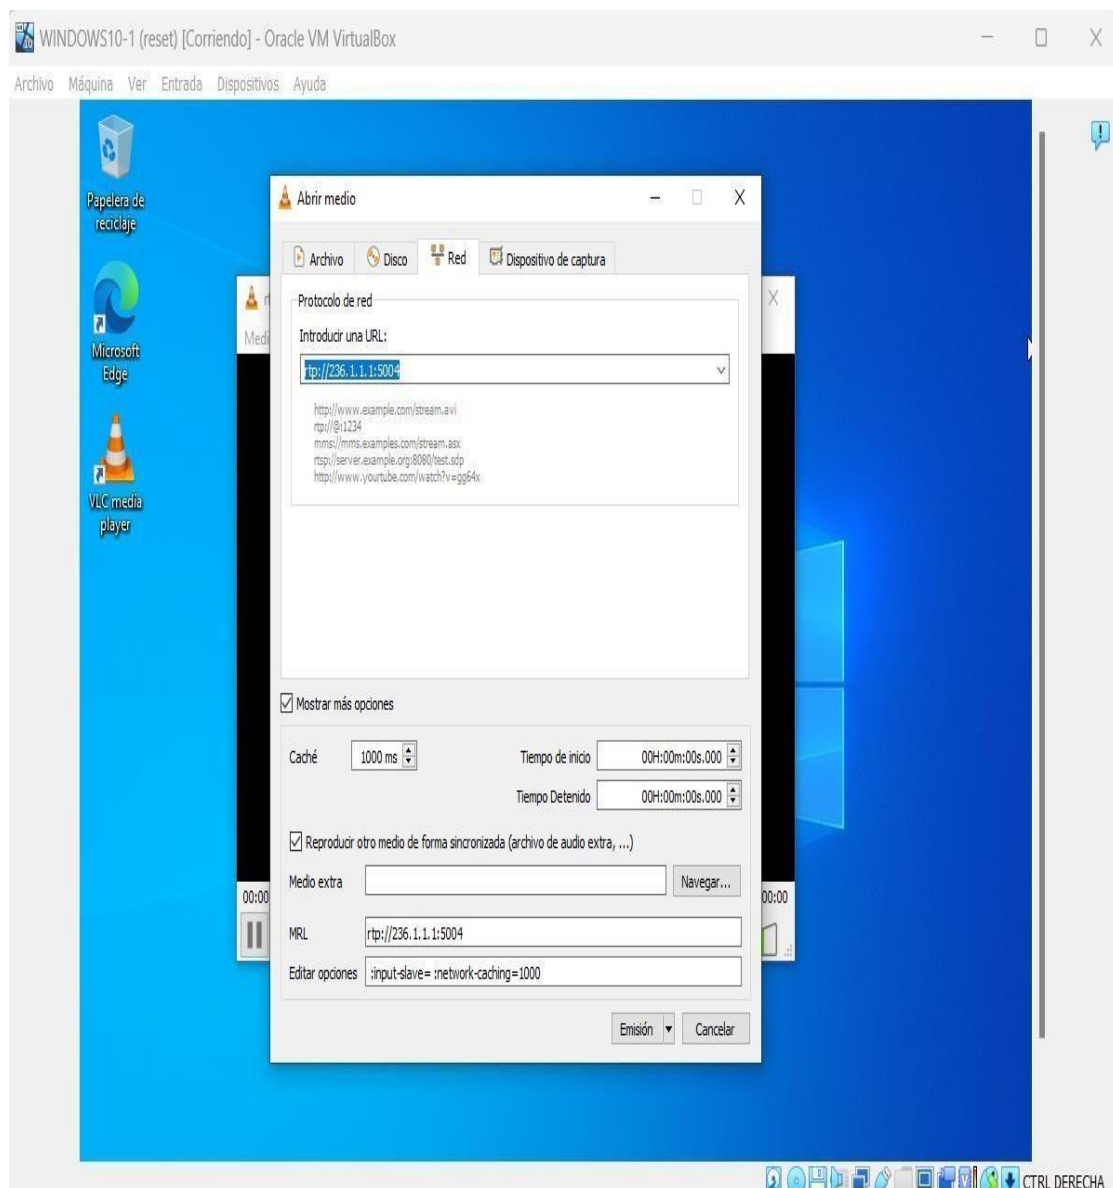 WINDOWS10-1 (reset) [Corriendo] - Oracle VM VirtualBox
Archivo Máquina Ver Entrada Dispositivos Ayuda
Papelera de
reciclaje
Microsoft
Edge
VLC media
player
Medi
Abrir medio
Archivo Disco Red Dispositivo de captura
Protocolo de red
Introducir una URL:
rtp://236.1.1.1:5004
http://www.example.com/stream.avi
rtp://@:1234
mms://mms.examples.com/stream.asx
rtsp://server.example.org:8080/test.sdp
http://www.yourtube.com/watch?v=gg64x
Mostrar más opciones
Caché 1000 ms Tiempo de inicio 00H:00m:00s.000
Tiempo Detenido 00H:00m:00s.000
Reproducir otro medio de forma sincronizada (archivo de audio extra, ...)
Medio extra Navegar...
00:00 00:00
MRL rtp://236.1.1.1:5004
Editar opciones :input-slave= :network-caching=1000
Emisión Cancelar
CTRL DERECHA